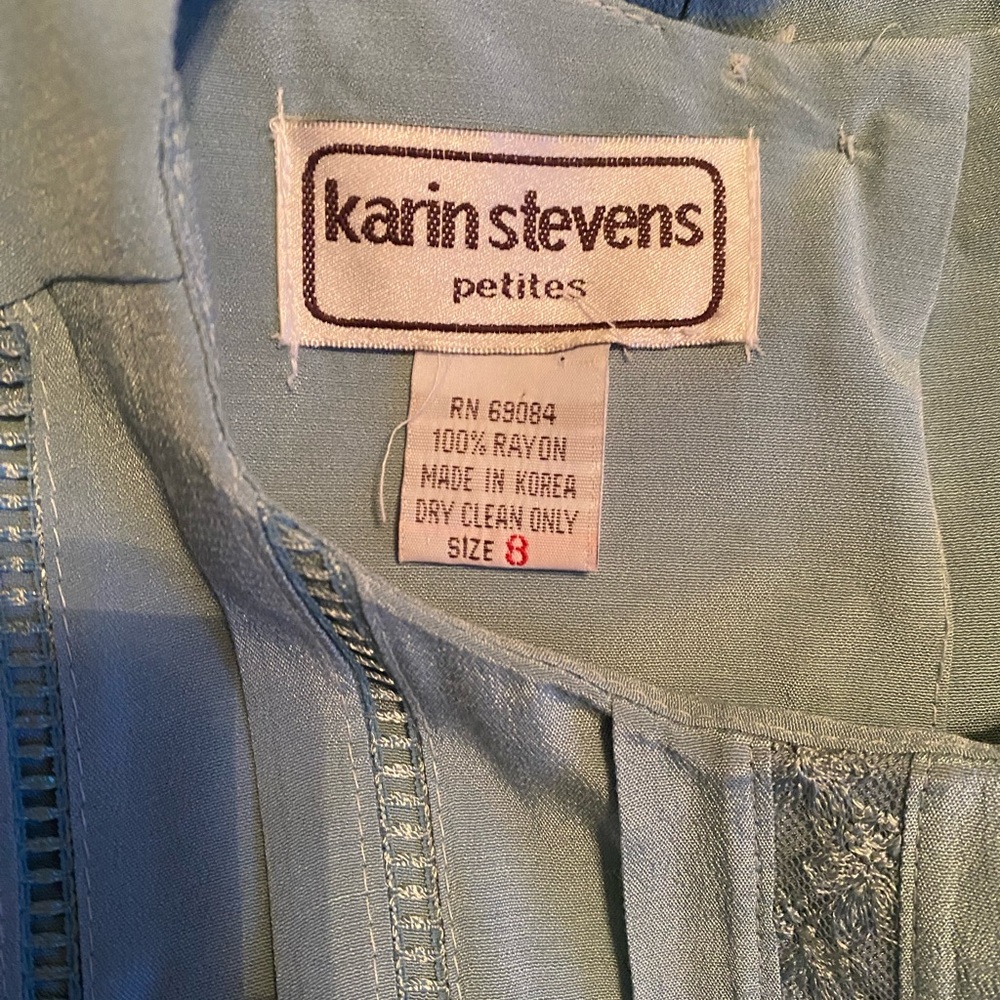 karin stevens
petites
RN 69084
100% RAYON
MADE IN KOREA
DRY CLEAN ONLY
SIZE 8